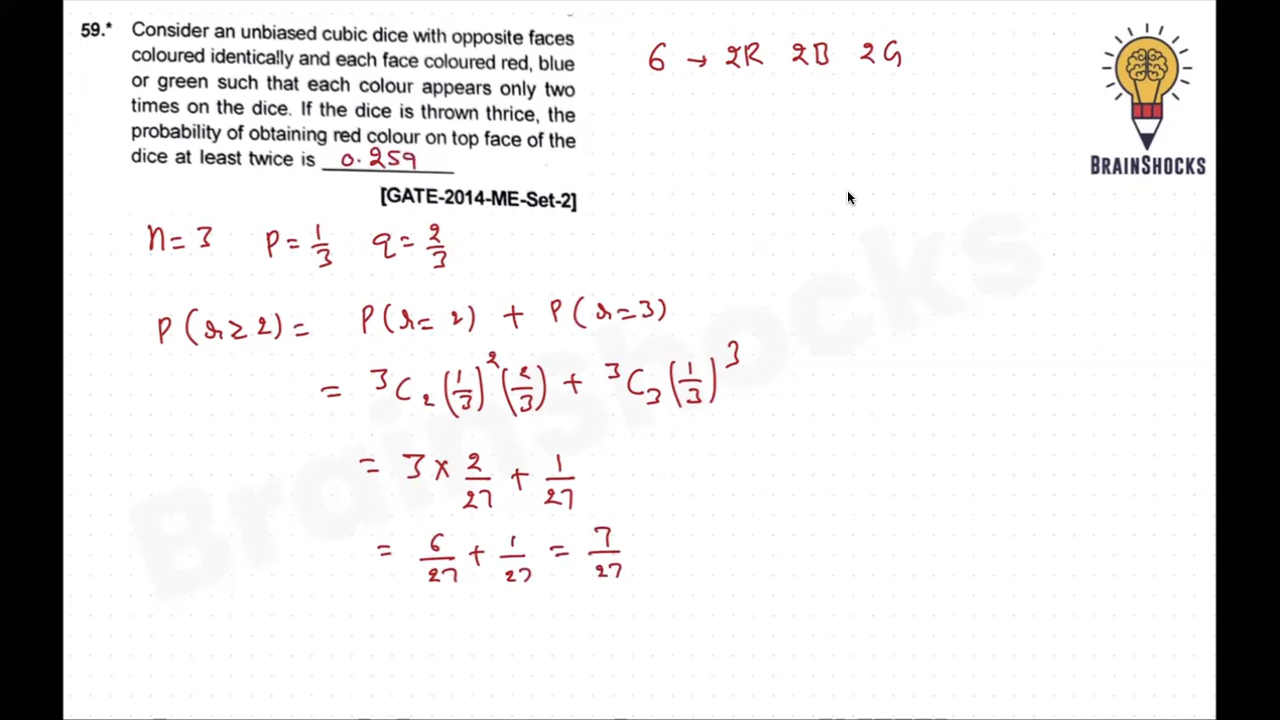 59.* Consider an unbiased cubic dice with opposite faces
coloured identically and each face coloured red, blue
or green such that each colour appears only two
times on the dice. If the dice is thrown thrice, the
probability of obtaining red colour on top face of the
dice at least twice is 0.259
[GATE-2014-ME-Set-2]
6 → 2R 2B 2G
BRAINSHOCKS
n = 3 p = 1/3 q = 2/3
P(r ≥ 2) = P(r = 2) + P(r = 3)
= ³C₂ (1/3)² (2/3) + ³C₃ (1/3)³
= 3 × 2/27 + 1/27
= 6/27 + 1/27 = 7/27
BrainShocks